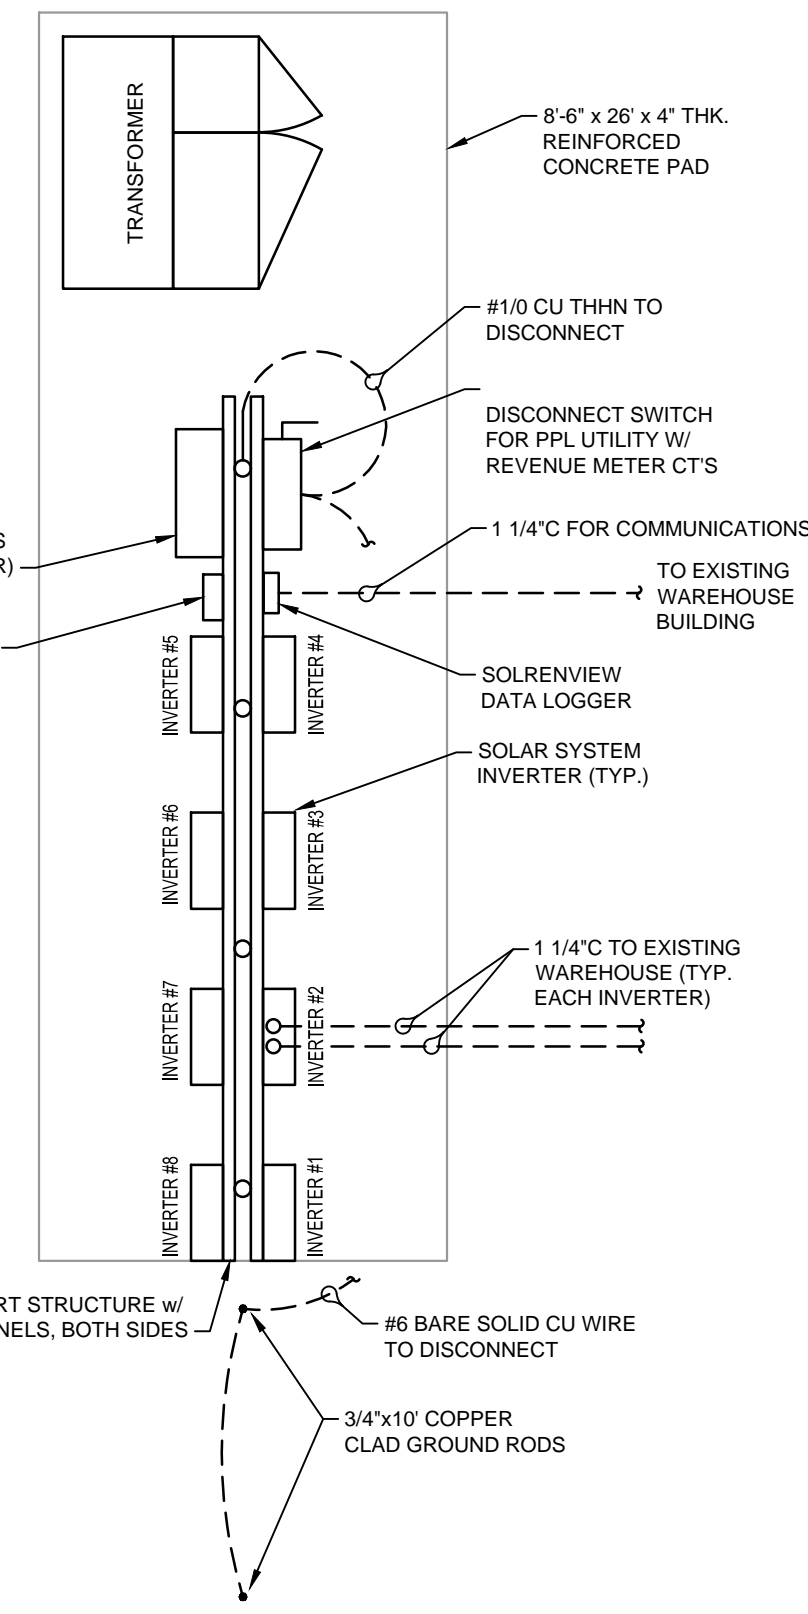 TRANSFORMER
8'-6" x 26' x 4" THK.
REINFORCED
CONCRETE PAD
#1/0 CU THHN TO
DISCONNECT
DISCONNECT SWITCH
FOR PPL UTILITY W/
REVENUE METER CT'S
1 1/4"C FOR COMMUNICATIONS
TO EXISTING
WAREHOUSE
BUILDING
INVERTER #5
INVERTER #4
SOLRENVIEW
DATA LOGGER
SOLAR SYSTEM
INVERTER (TYP.)
INVERTER #6
INVERTER #3
1 1/4"C TO EXISTING
WAREHOUSE (TYP.
EACH INVERTER)
INVERTER #7
INVERTER #2
INVERTER #8
INVERTER #1
STRUCTURE w/
BOTH SIDES
#6 BARE SOLID CU WIRE
TO DISCONNECT
3/4"x10' COPPER
CLAD GROUND RODS